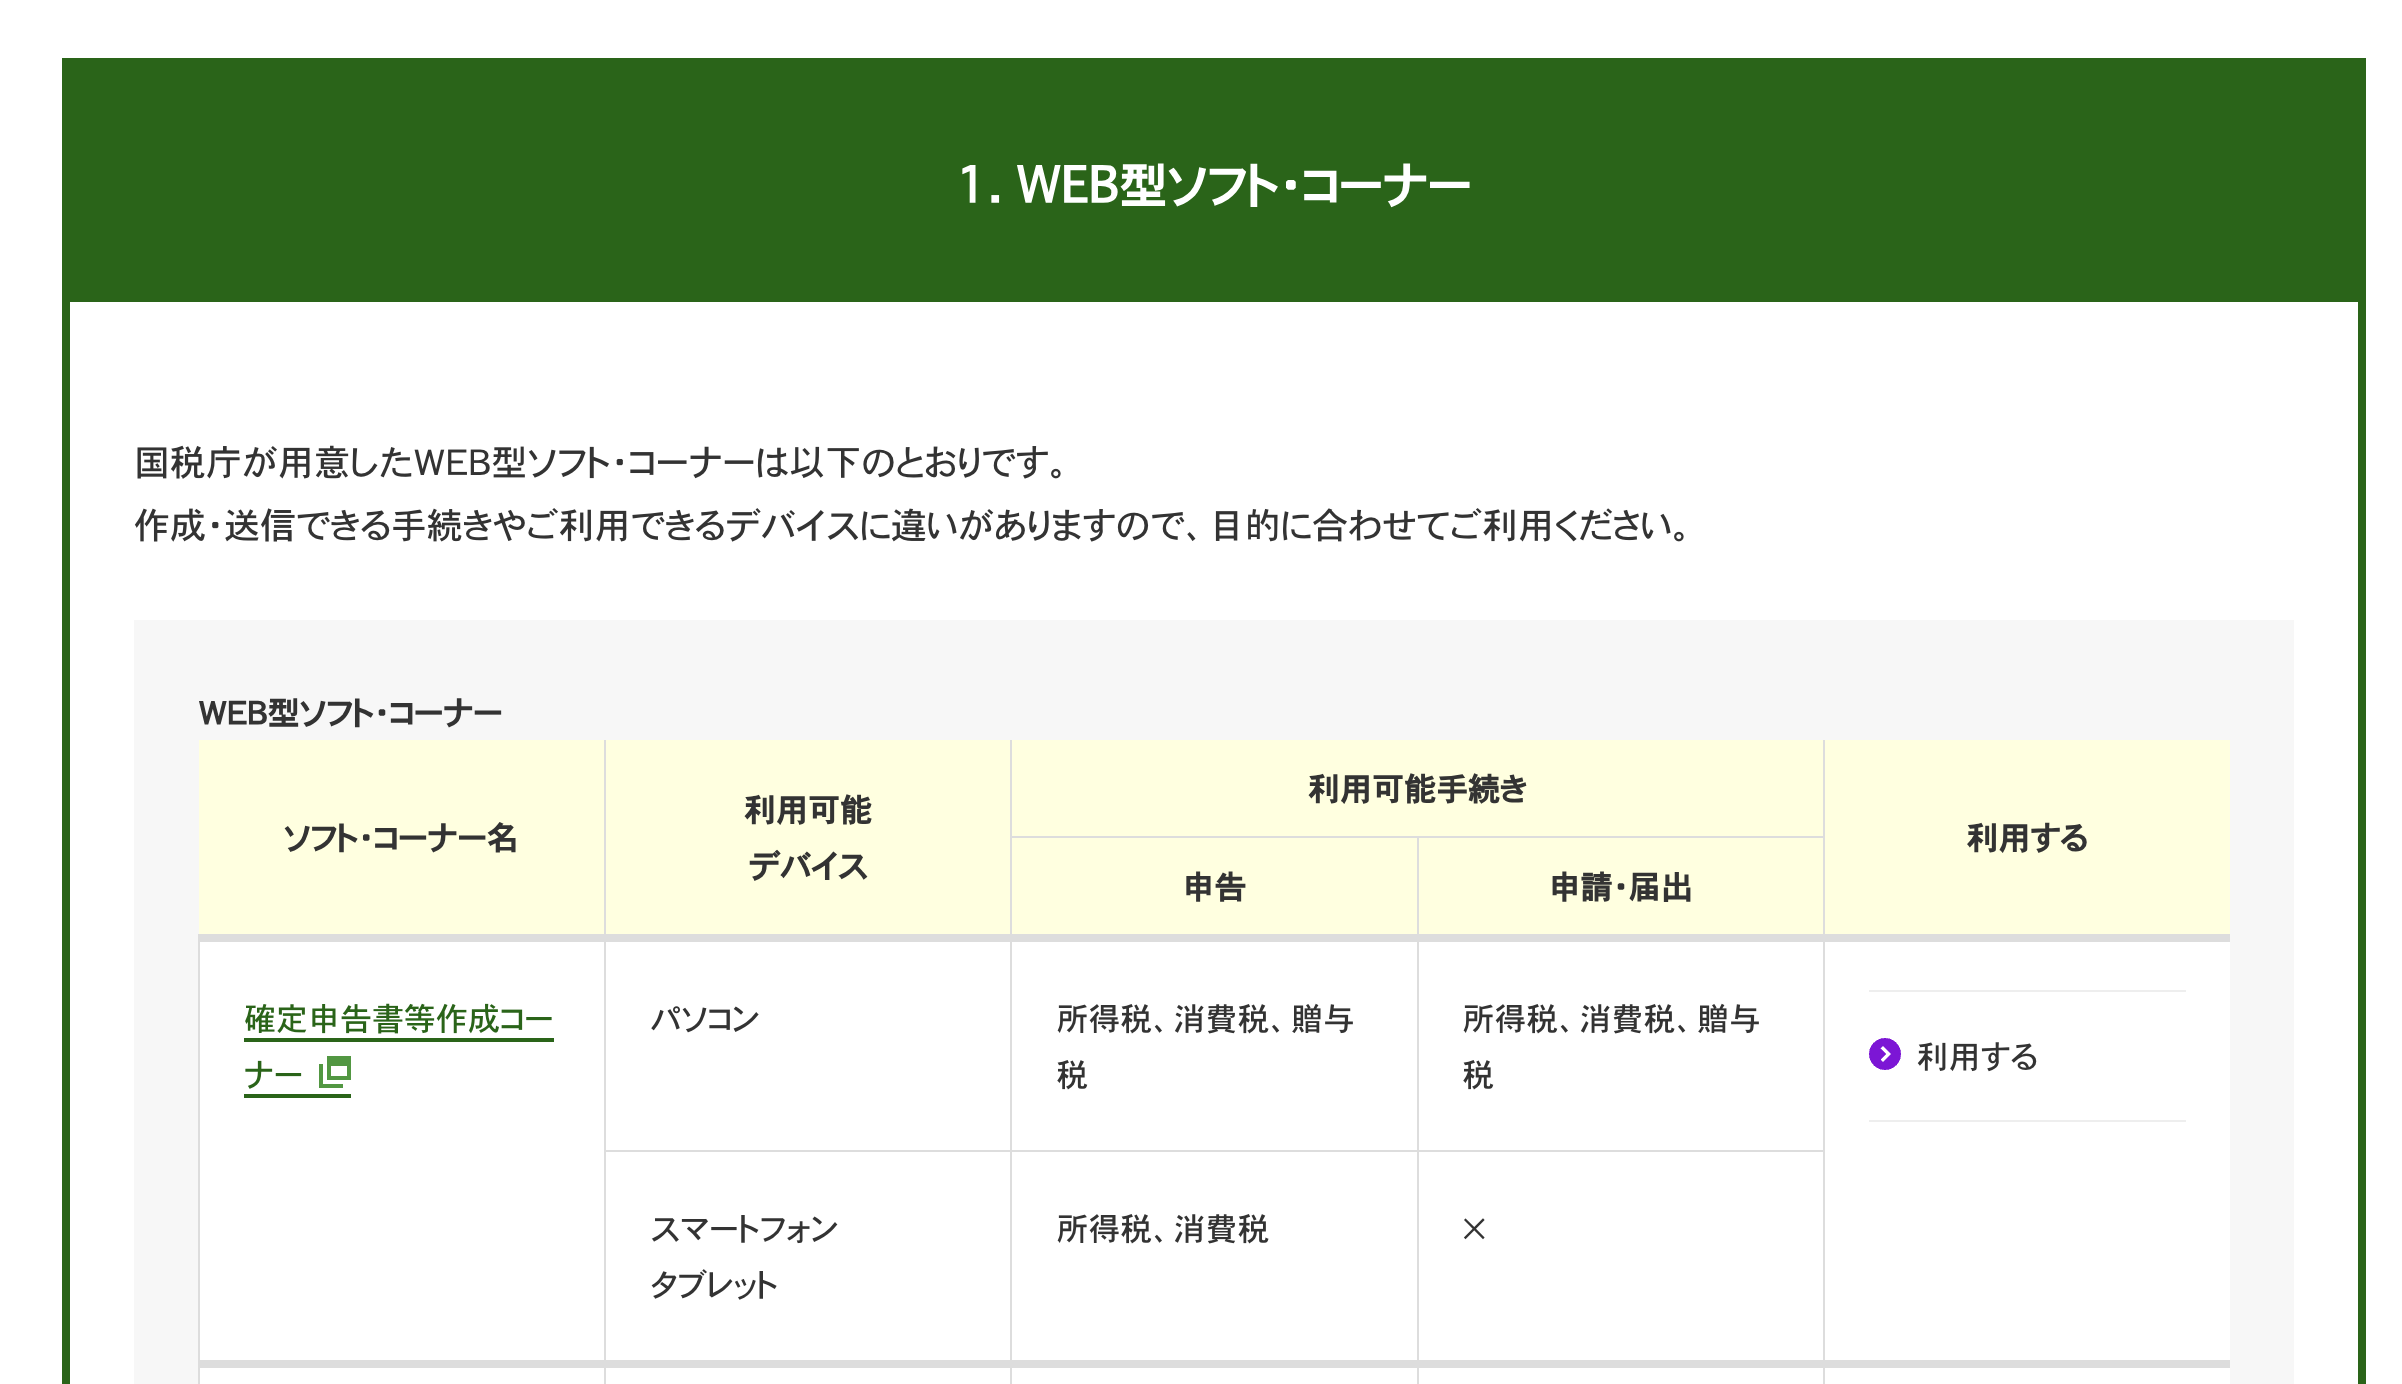 1. WEB型ソフト・コーナー
国税庁が用意したWEB型ソフト・コーナーは以下のとおりです。
作成・送信できる手続きやご利用できるデバイスに違いがありますので、目的に合わせてご利用ください。
WEB型ソフト・コーナー
ソフト・コーナー名
利用可能
デバイス
利用可能手続き
申告
申請・届出
利用する
確定申告書等作成コー
ナー
パソコン
所得税、消費税、贈与
税
所得税、消費税、贈与
税
利用する
スマートフォン
タブレット
所得税、消費税
×